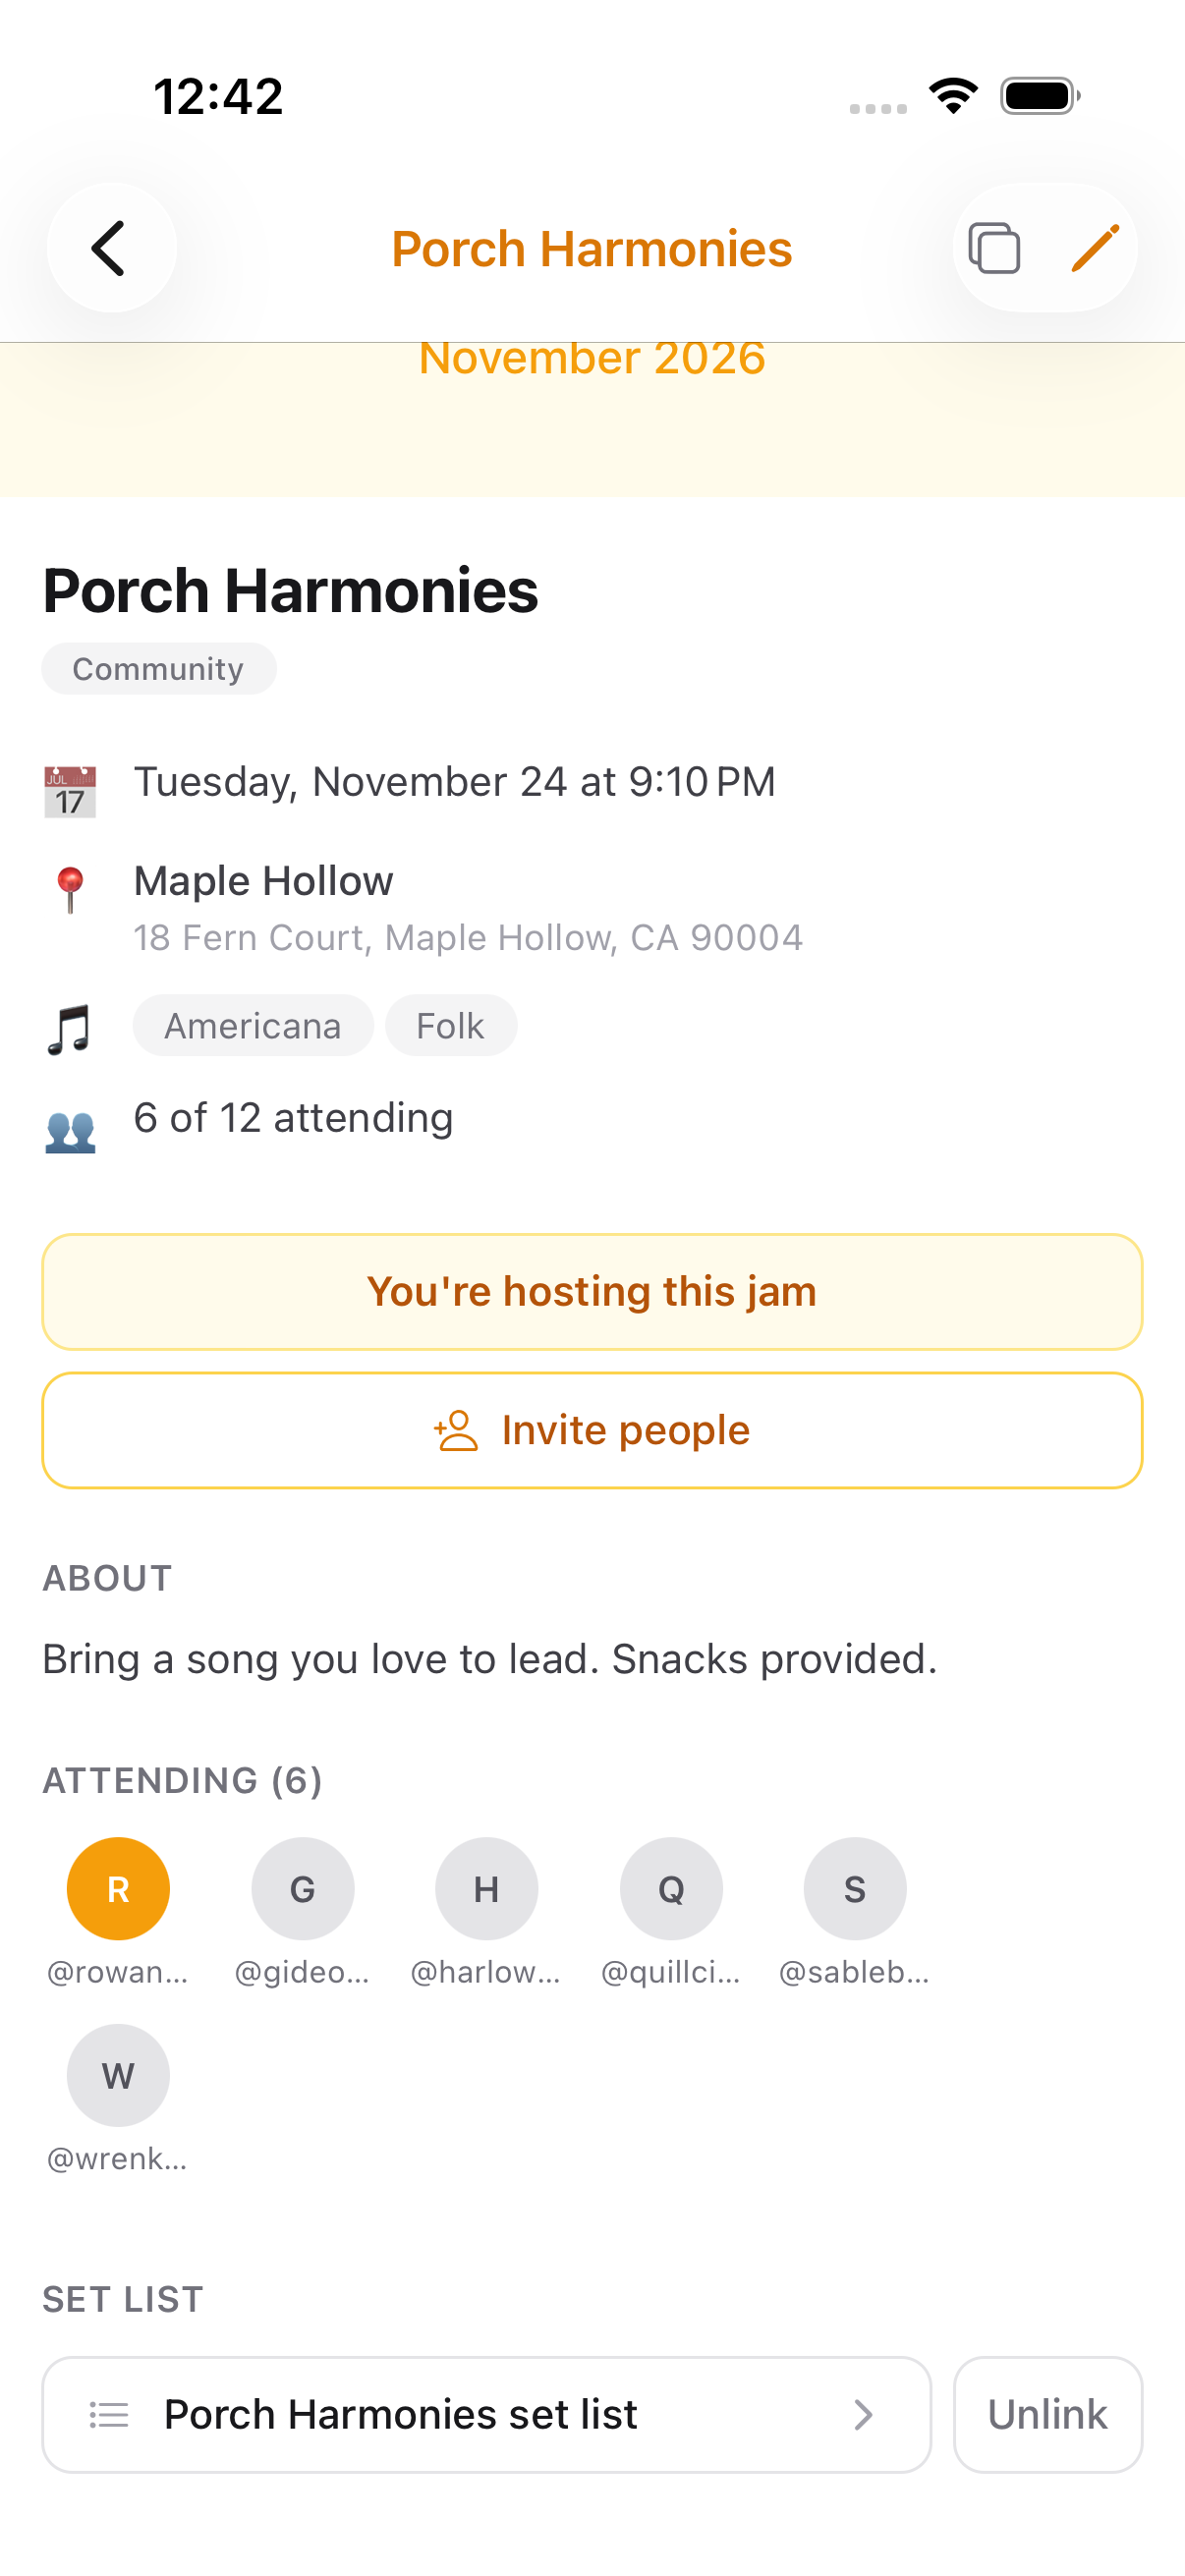 12:42
Porch Harmonies
November 2026
Porch Harmonies
Community
JUL
17
Tuesday, November 24 at 9:10 PM
Maple Hollow
18 Fern Court, Maple Hollow, CA 90004
Americana Folk
6 of 12 attending
You're hosting this jam
Invite people
ABOUT
Bring a song you love to lead. Snacks provided.
ATTENDING (6)
R G H Q S
@rowan... @gideo... @harlow... @quillci... @sableb...
W
@wrenk...
SET LIST
Porch Harmonies set list Unlink